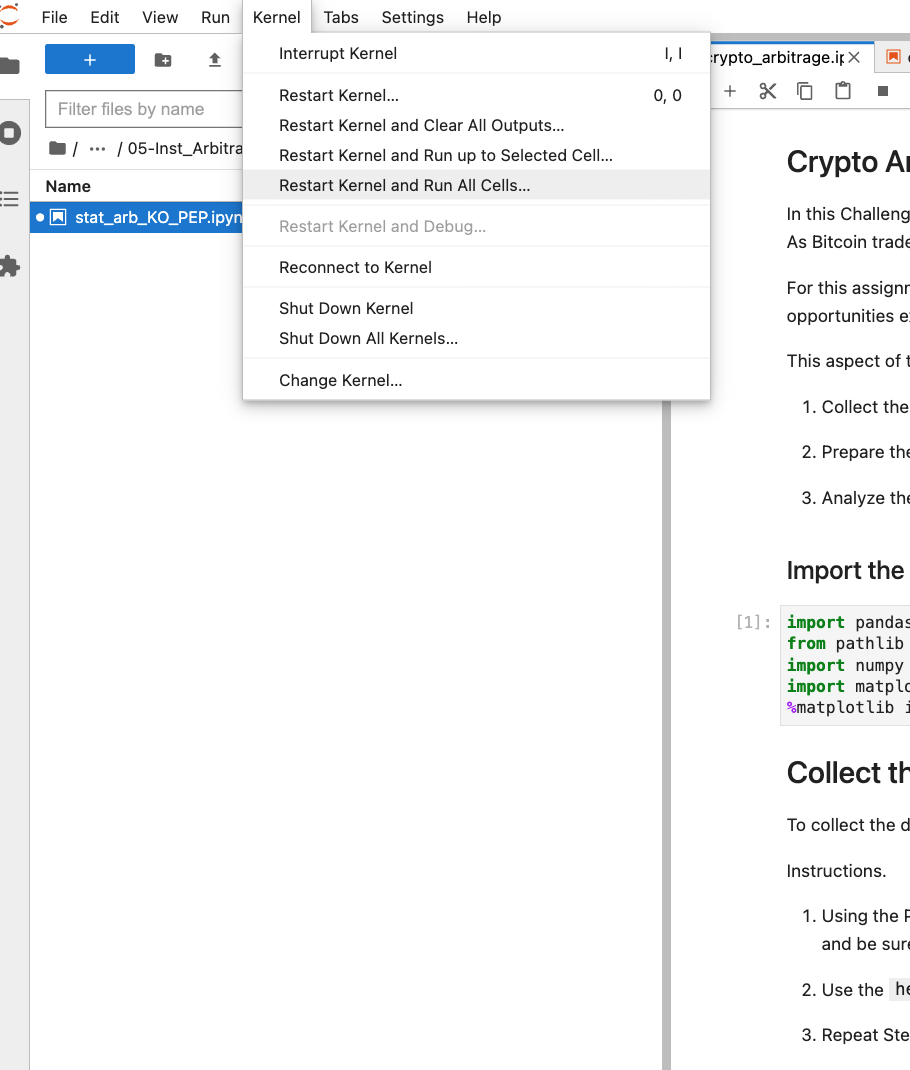 File Edit View Run Kernel Tabs Settings Help
+
Filter files by name
/ ... / 05-Inst_Arbitra
Name
stat_arb_KO_PEP.ipyn
Interrupt Kernel I, I
Restart Kernel... 0, 0
Restart Kernel and Clear All Outputs...
Restart Kernel and Run up to Selected Cell...
Restart Kernel and Run All Cells...
Restart Kernel and Debug...
Reconnect to Kernel
Shut Down Kernel
Shut Down All Kernels...
Change Kernel...
crypto_arbitrage.ip
Crypto A
In this Challeng
As Bitcoin trade
For this assignr
opportunities e
This aspect of t
1. Collect the
2. Prepare the
3. Analyze the
Import the
[1]: import pandas
from pathlib
import numpy
import matplo
%matplotlib i
Collect th
To collect the d
Instructions.
1. Using the P
and be sure
2. Use the he
3. Repeat Ste